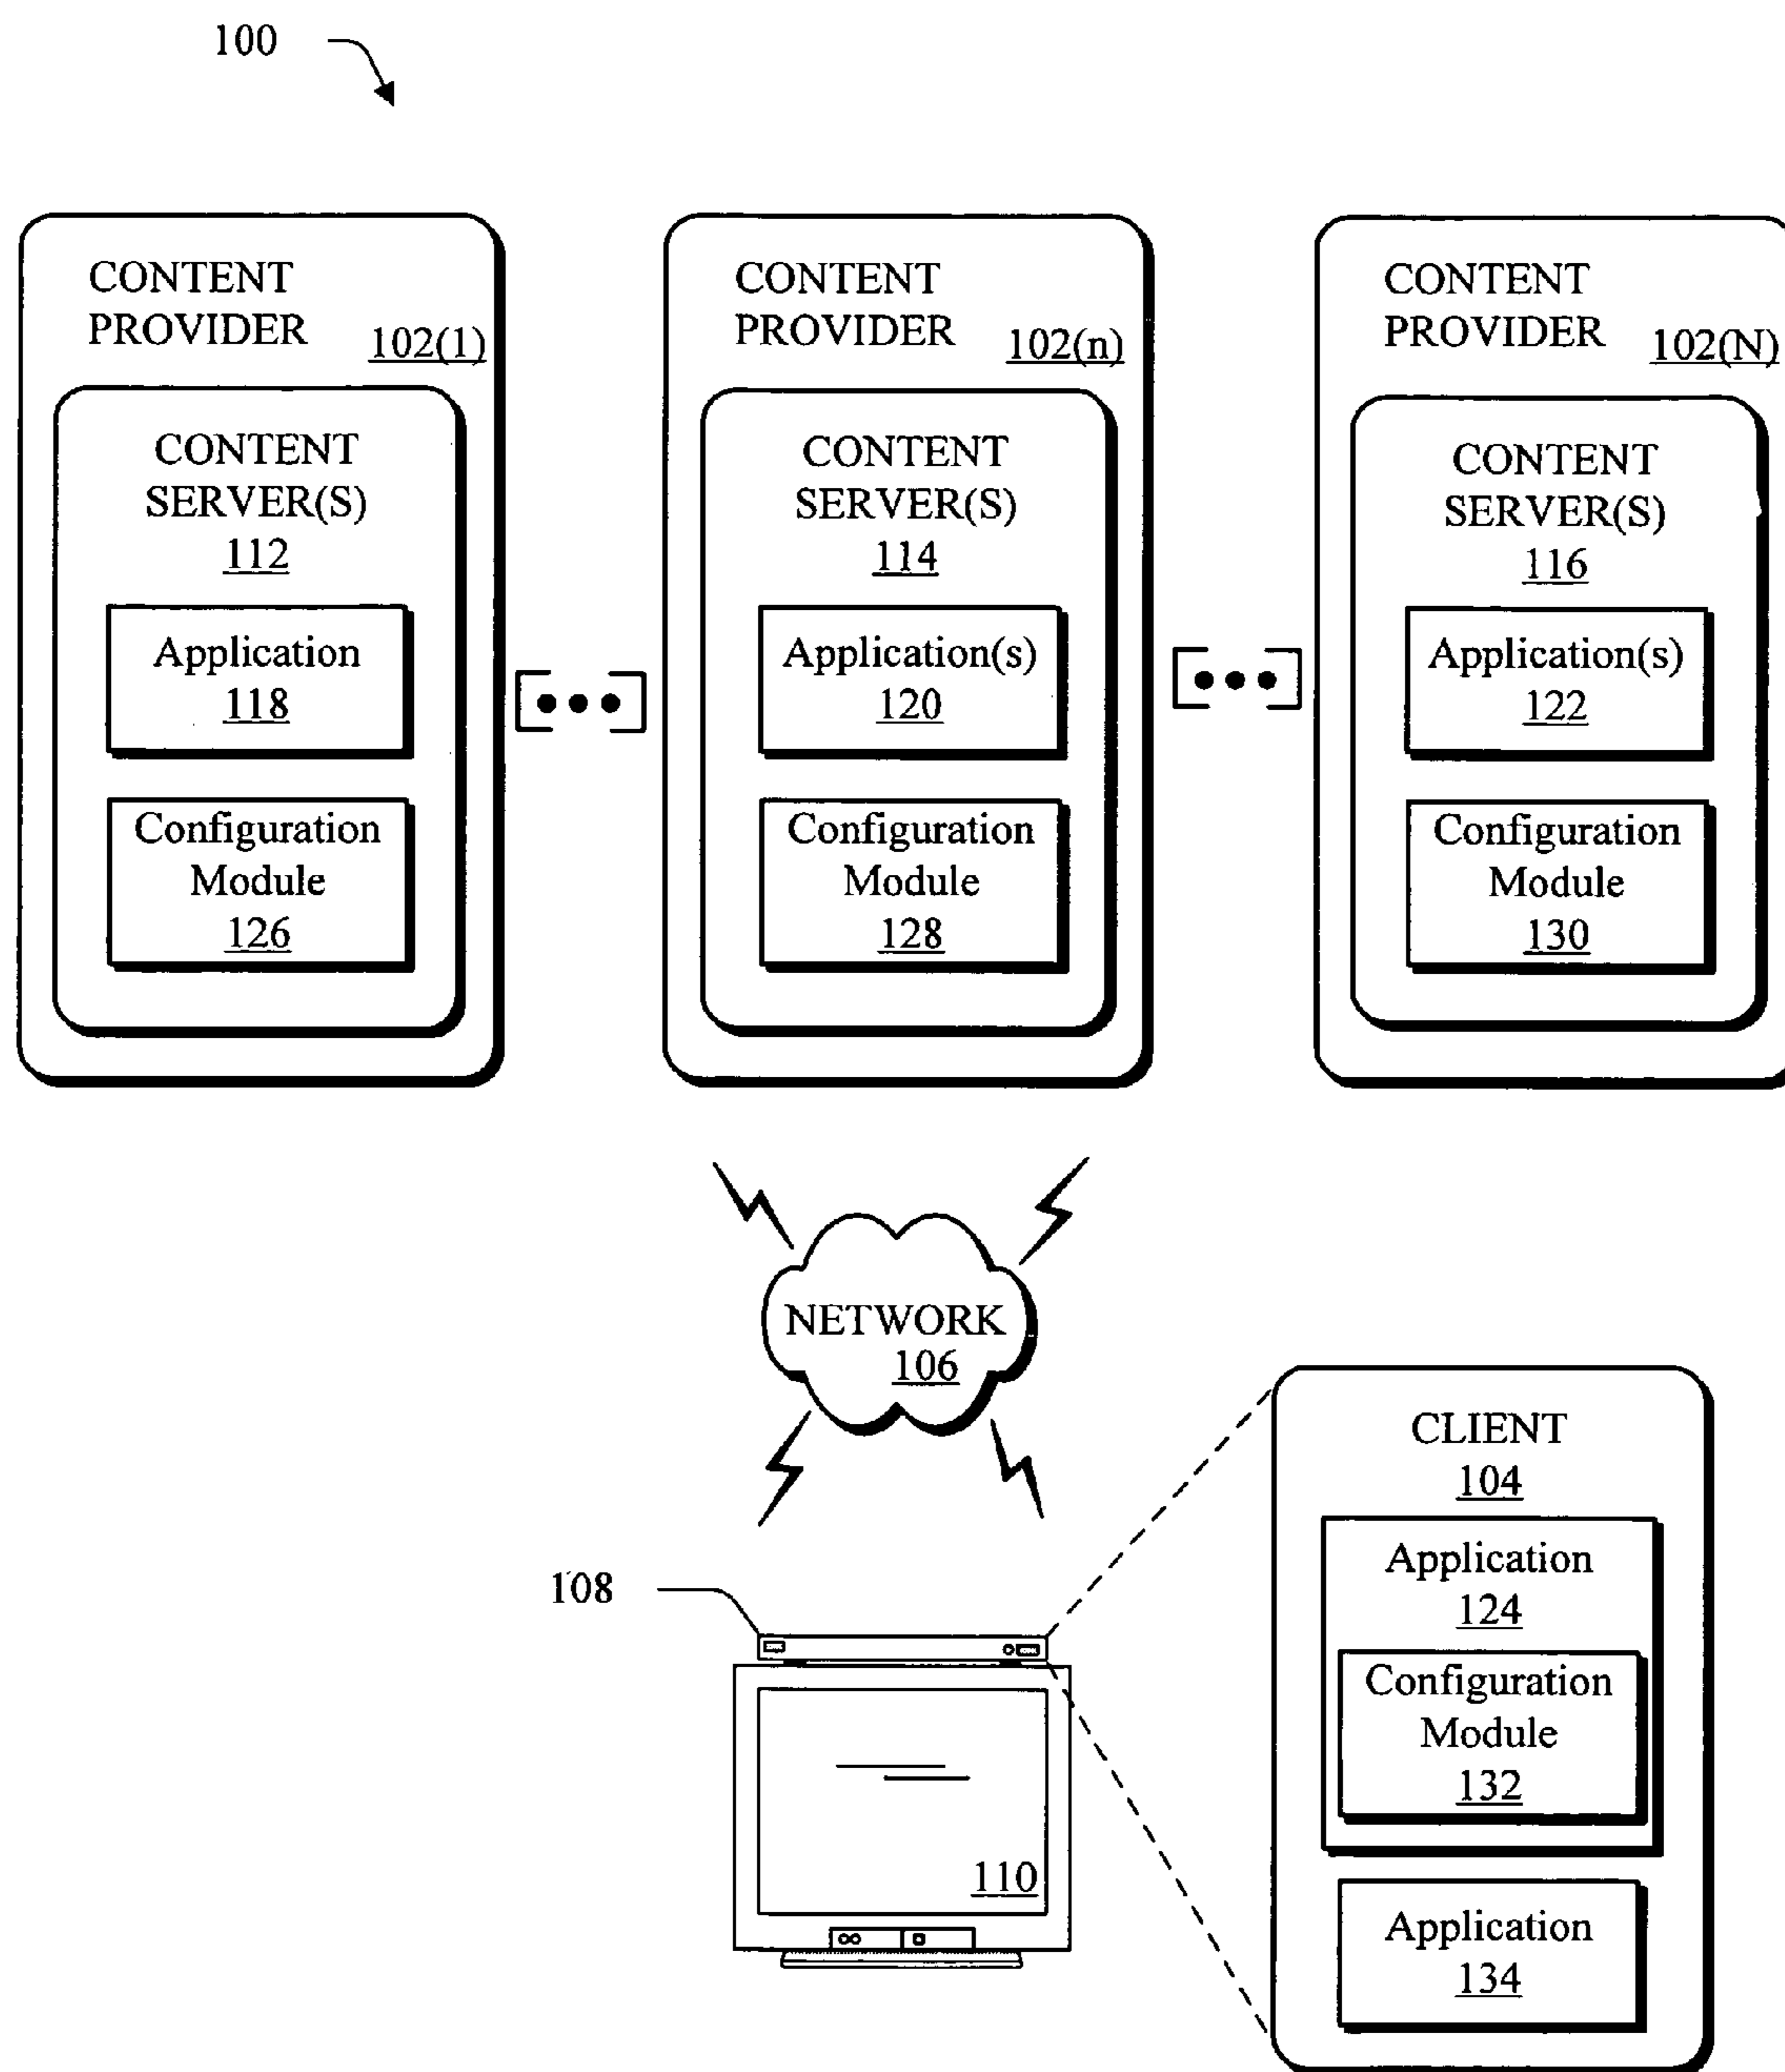 100
CONTENT
PROVIDER
102(1)
CONTENT
SERVER(S)
112
Application
118
Configuration
Module
126
CONTENT
PROVIDER
102(n)
CONTENT
SERVER(S)
114
Application(s)
120
Configuration
Module
128
CONTENT
PROVIDER
102(N)
CONTENT
SERVER(S)
116
Application(s)
122
Configuration
Module
130
NETWORK
106
108
110
CLIENT
104
Application
124
Configuration
Module
132
Application
134